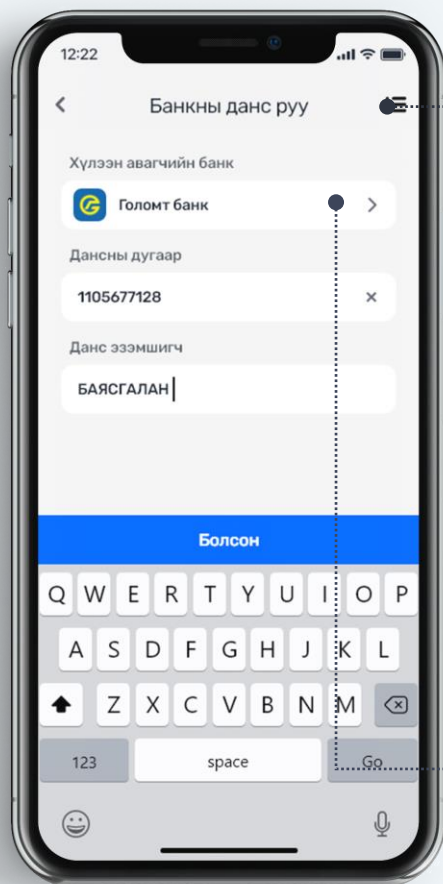 12:22
Банкны данс руу
Хүлээн авагчийн банк
Голомт банк
Дансны дугаар
1105677128
Данс эзэмшигч
БАЯСГАЛАН
Болсон
Q W E R T Y U I O P
A S D F G H J K L
Z X C V B N M
123 space Go